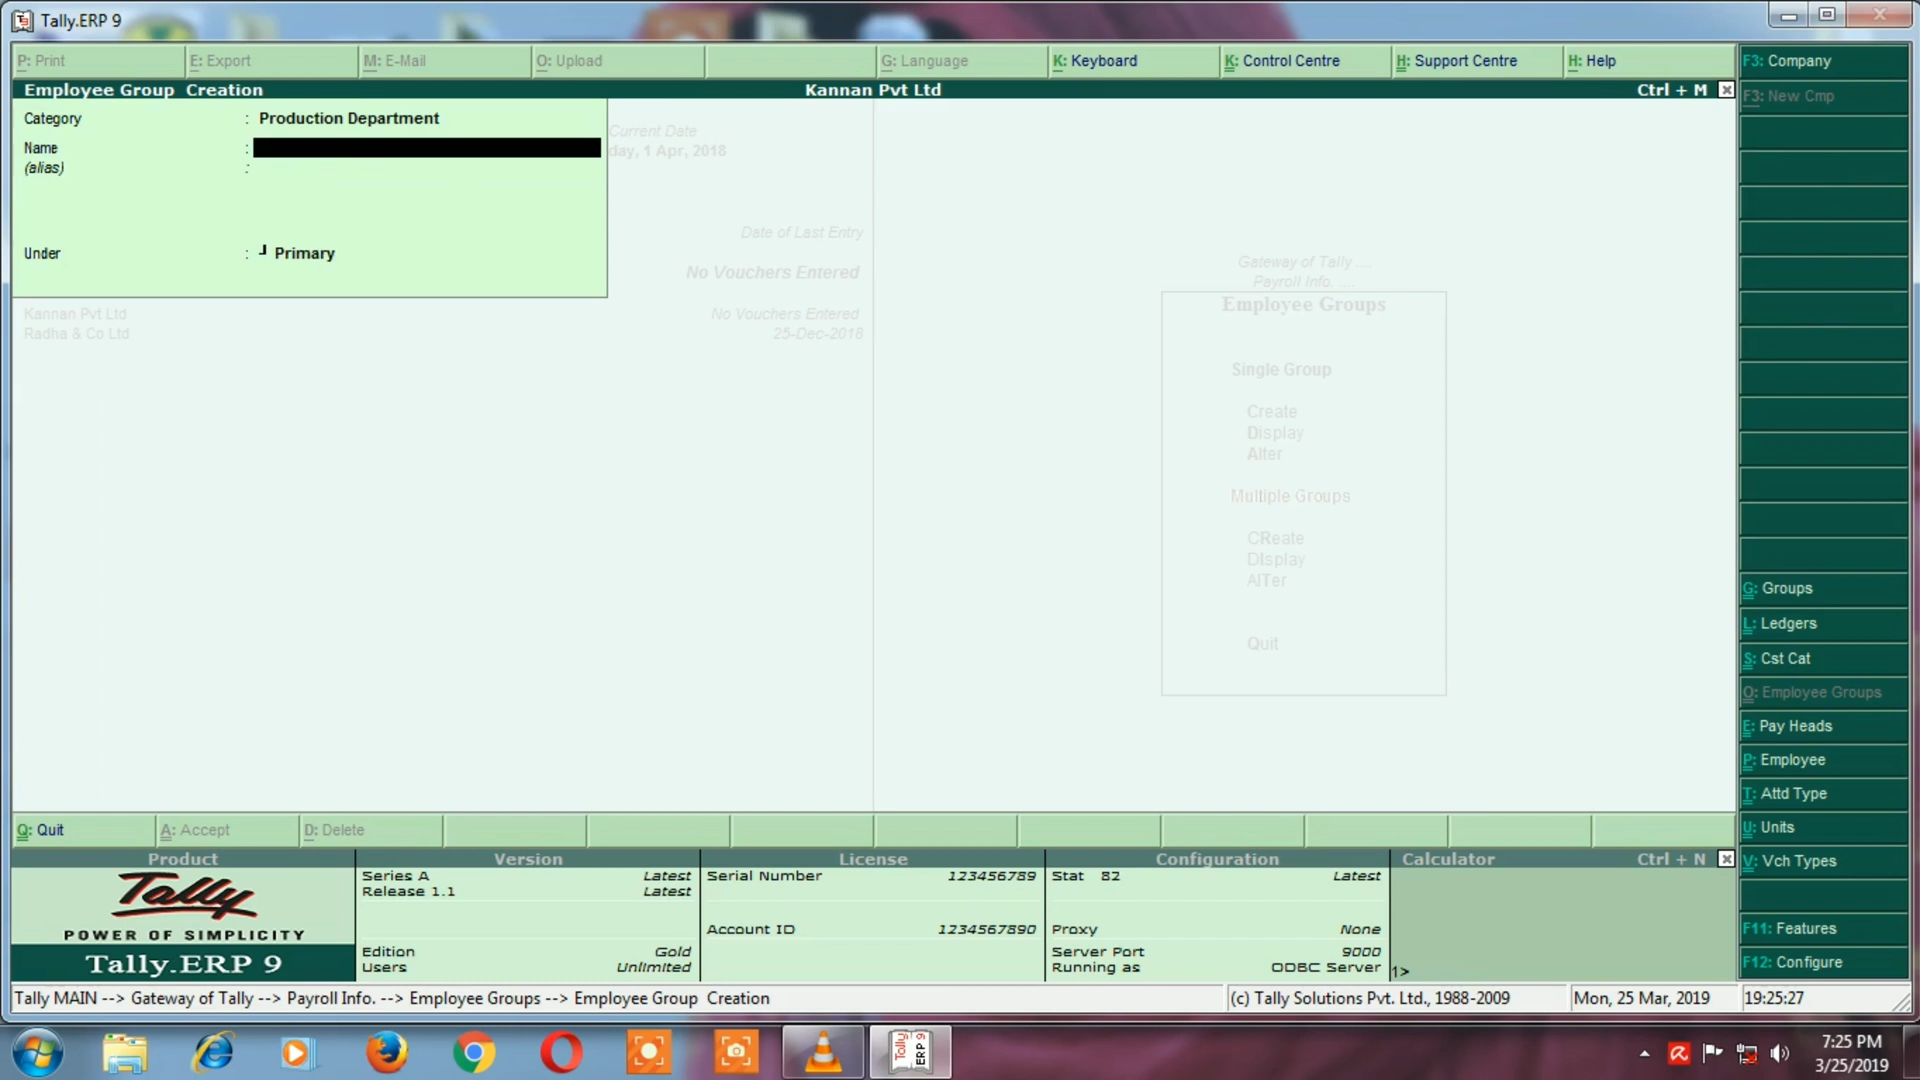 Tally.ERP 9
P: Print
E: Export
M: E-Mail
O: Upload
G: Language
K: Keyboard
K: Control Centre
H: Support Centre
H: Help
F3: Company
Employee Group Creation
Kannan Pvt Ltd
Ctrl + M
F3: New Cmp
Category : Production Department
Name :
(alias) :
Under : Primary
Current Date
day, 1 Apr, 2018
Date of Last Entry
No Vouchers Entered
Kannan Pvt Ltd No Vouchers Entered
Radha & Co Ltd 25-Dec-2018
Gateway of Tally ....
Payroll Info. ....
Employee Groups
Single Group
Create
Display
Alter
Multiple Groups
CReate
DIsplay
AlTer
Quit
G: Groups
L: Ledgers
S: Cst Cat
O: Employee Groups
E: Pay Heads
P: Employee
T: Attd Type
U: Units
V: Vch Types
F11: Features
F12: Configure
Q: Quit
A: Accept
D: Delete
Product
Tally
POWER OF SIMPLICITY
Tally.ERP 9
Version
Series A Latest
Release 1.1 Latest
Edition Gold
Users Unlimited
License
Serial Number 123456789
Account ID 1234567890
Configuration
Stat 82 Latest
Proxy None
Server Port 9000
Running as ODBC Server
Calculator Ctrl + N
1>
Tally MAIN --> Gateway of Tally --> Payroll Info. --> Employee Groups --> Employee Group Creation
(c) Tally Solutions Pvt. Ltd., 1988-2009
Mon, 25 Mar, 2019
19:25:27
Tally
ERP 9
7:25 PM
3/25/2019